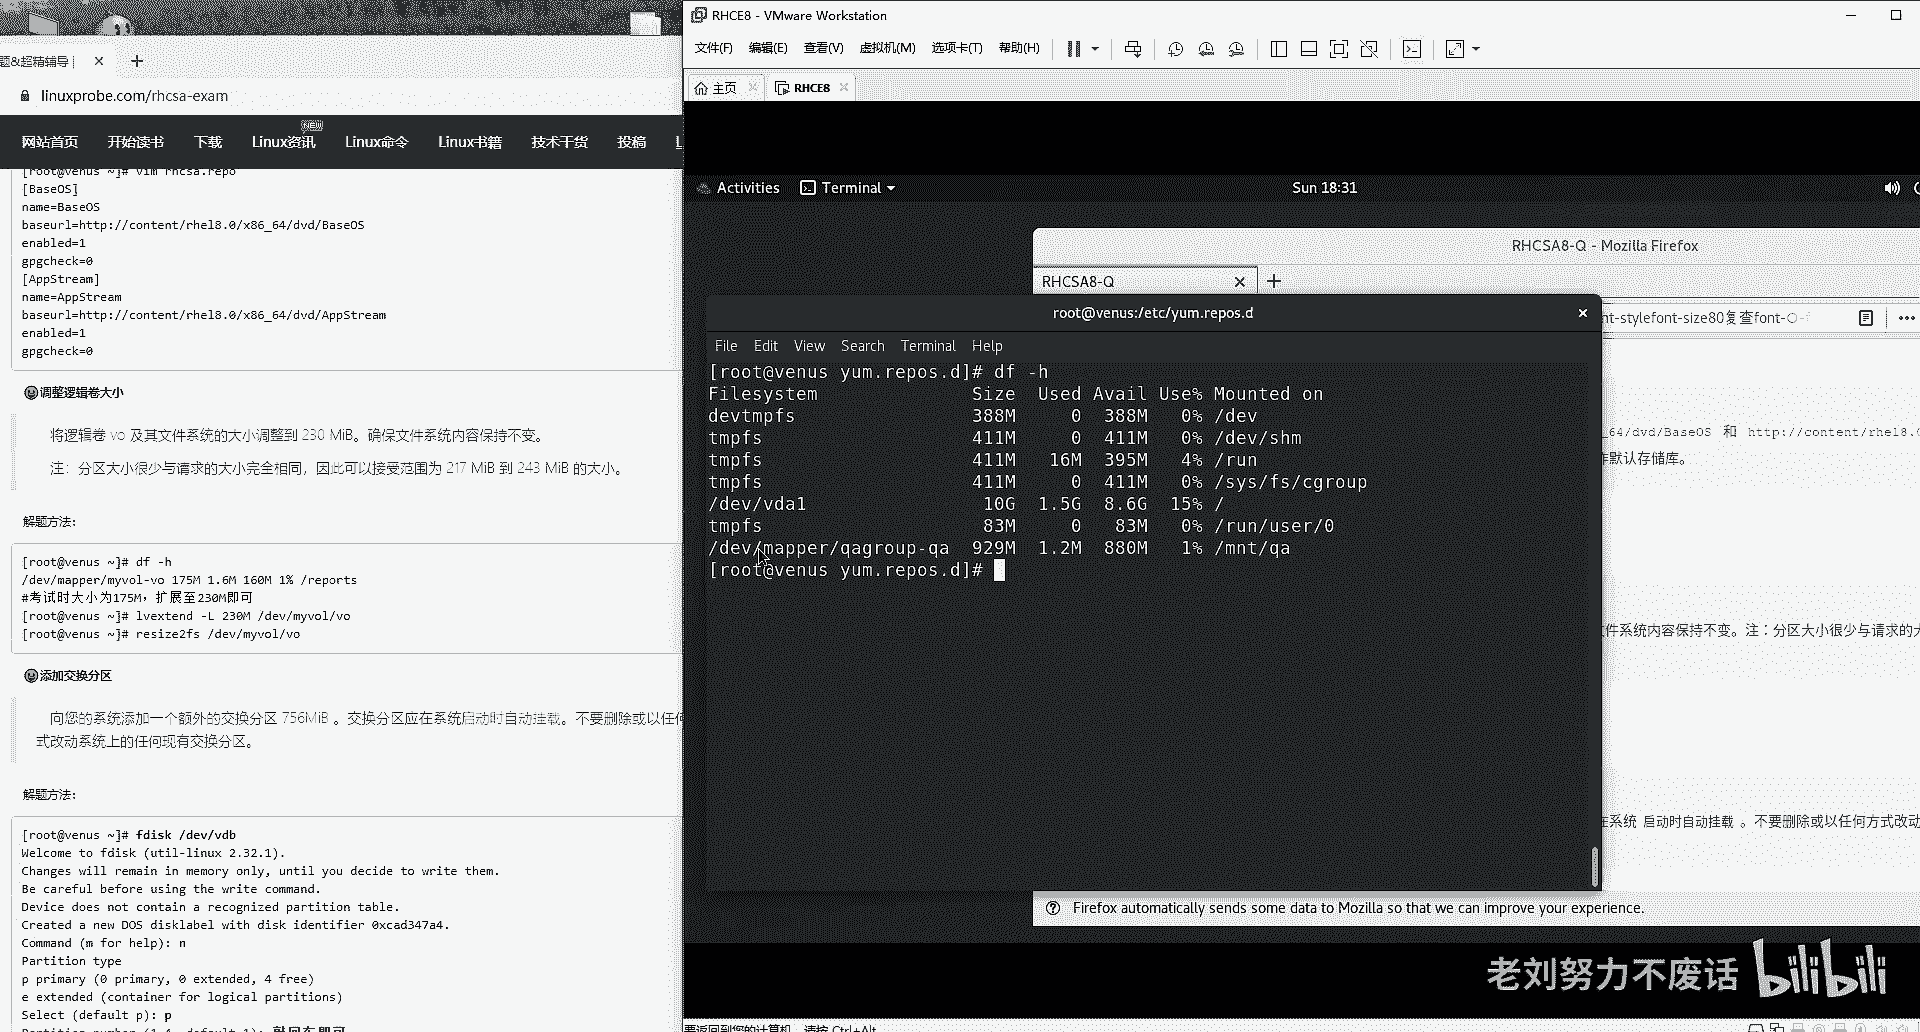 题&超精辅导 |
linuxprobe.com/rhcsa-exam
网站首页 开始读书 下载 Linux资讯 NEW Linux命令 Linux书籍 技术干货 投稿
[root@venus ~]# vim rhcsa.repo
[BaseOS]
name=BaseOS
baseurl=http://content/rhel8.0/x86_64/dvd/BaseOS
enabled=1
gpgcheck=0
[AppStream]
name=AppStream
baseurl=http://content/rhel8.0/x86_64/dvd/AppStream
enabled=1
gpgcheck=0
调整逻辑卷大小
将逻辑卷 vo 及其文件系统的大小调整到 230 MiB。确保文件系统内容保持不变。
注：分区大小很少与请求的大小完全相同，因此可以接受范围为 217 MiB 到 243 MiB 的大小。
解题方法：
[root@venus ~]# df -h
/dev/mapper/myvol-vo 175M 1.6M 160M 1% /reports
#考试时大小为175M，扩展至230M即可
[root@venus ~]# lvextend -L 230M /dev/myvol/vo
[root@venus ~]# resize2fs /dev/myvol/vo
添加交换分区
向您的系统添加一个额外的交换分区 756MiB 。交换分区应在系统启动时自动挂载。不要删除或以任何
式改动系统上的任何现有交换分区。
解题方法：
[root@venus ~]# fdisk /dev/vdb
Welcome to fdisk (util-linux 2.32.1).
Changes will remain in memory only, until you decide to write them.
Be careful before using the write command.
Device does not contain a recognized partition table.
Created a new DOS disklabel with disk identifier 0xcad347a4.
Command (m for help): n
Partition type
p primary (0 primary, 0 extended, 4 free)
e extended (container for logical partitions)
Select (default p): p
RHCE8 - VMware Workstation
文件(F) 编辑(E) 查看(V) 虚拟机(M) 选项卡(T) 帮助(H)
主页 RHCE8
Activities Terminal Sun 18:31
RHCSA8-Q - Mozilla Firefox
RHCSA8-Q
root@venus:/etc/yum.repos.d
nt-stylefont-size80复查font-
File Edit View Search Terminal Help
[root@venus yum.repos.d]# df -h
Filesystem Size Used Avail Use% Mounted on
devtmpfs 388M 0 388M 0% /dev
tmpfs 411M 0 411M 0% /dev/shm
tmpfs 411M 16M 395M 4% /run
tmpfs 411M 0 411M 0% /sys/fs/cgroup
/dev/vda1 10G 1.5G 8.6G 15% /
tmpfs 83M 0 83M 0% /run/user/0
/dev/mapper/qagroup-qa 929M 1.2M 880M 1% /mnt/qa
[root@venus yum.repos.d]#
_64/dvd/BaseOS 和 http://content/rhel8.
作默认存储库。
文件系统内容保持不变。注：分区大小很少与请求的大
在系统 启动时自动挂载 。不要删除或以任何方式改动
Firefox automatically sends some data to Mozilla so that we can improve your experience.
老刘努力不废话 bilibili
要返回到您的计算机，请按 Ctrl+Alt